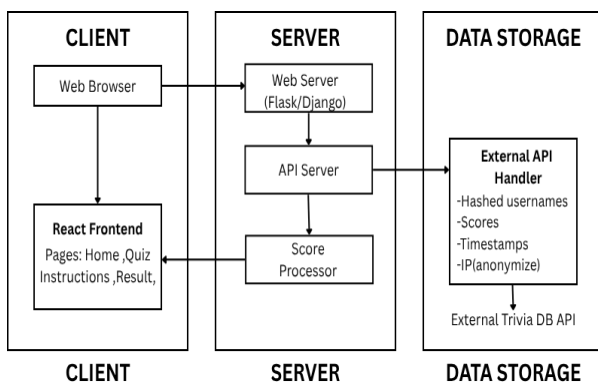 CLIENT
Web Browser
React Frontend
Pages: Home ,Quiz
Instructions ,Result,
CLIENT
SERVER
Web Server
(Flask/Django)
API Server
Score
Processor
SERVER
DATA STORAGE
External API
Handler
-Hashed usernames
-Scores
-Timestamps
-IP(anonymize)
External Trivia DB API
DATA STORAGE